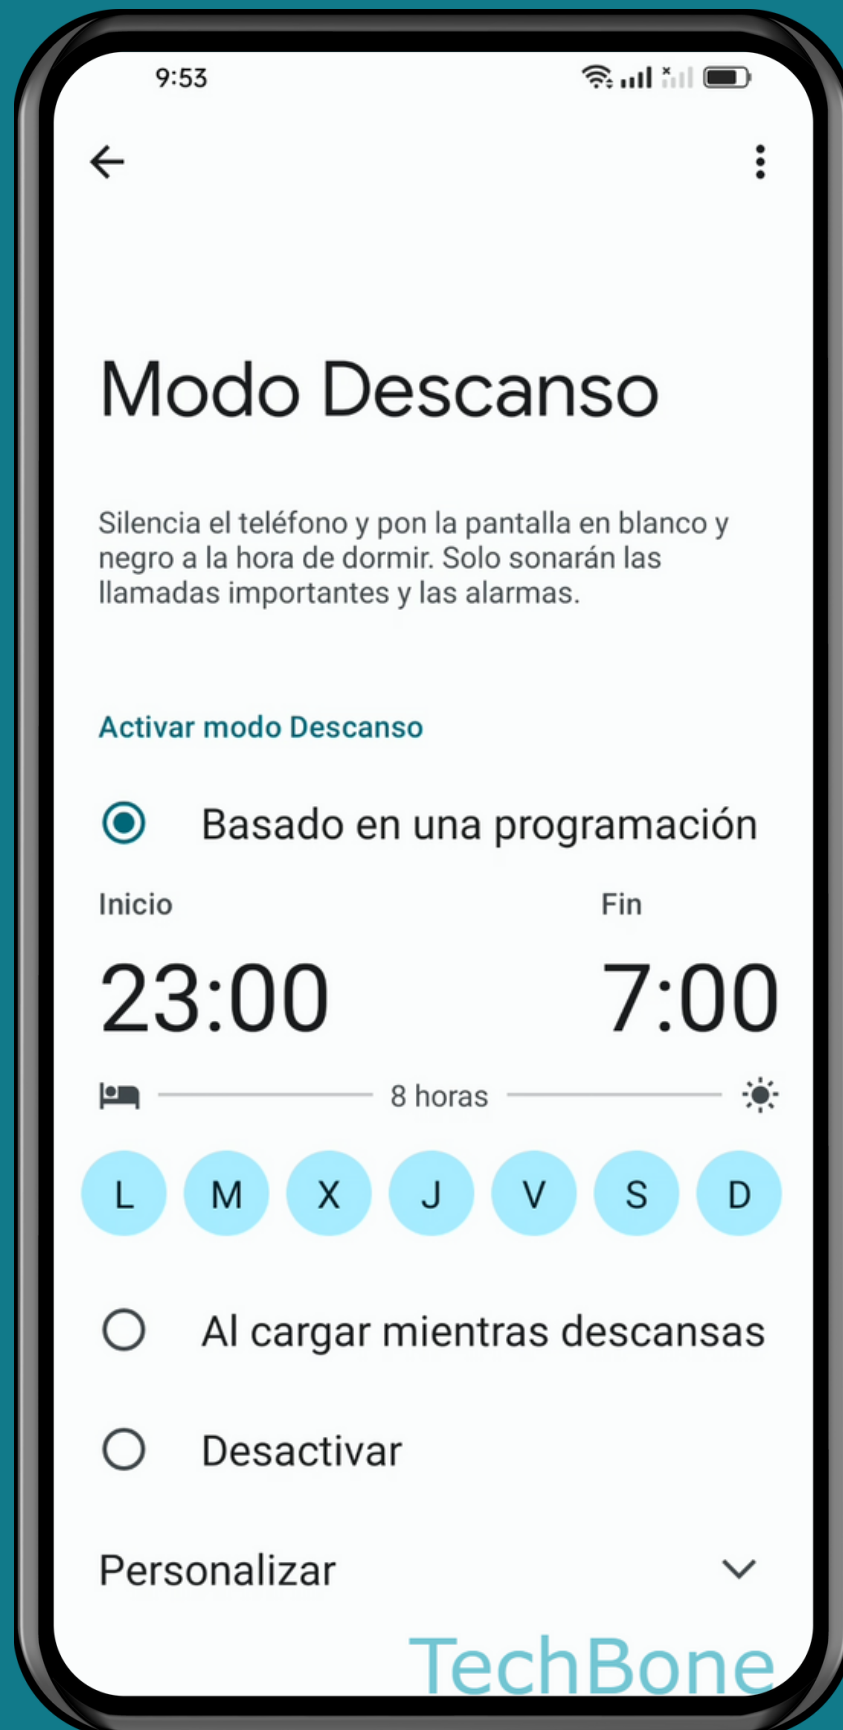 9:53
Modo Descanso
Silencia el teléfono y pon la pantalla en blanco y
negro a la hora de dormir. Solo sonarán las
llamadas importantes y las alarmas.
Activar modo Descanso
Basado en una programación
Inicio Fin
23:00 7:00
8 horas
L M X J V S D
Al cargar mientras descansas
Desactivar
Personalizar
TechBone